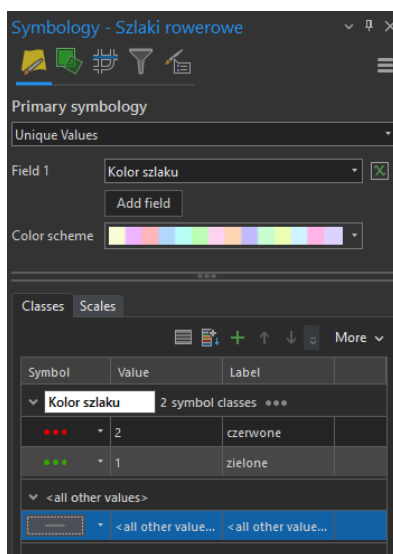 Symbology - Szlaki rowerowe
Primary symbology
Unique Values
Field 1 Kolor szlaku
Add field
Color scheme
Classes Scales
More
Symbol Value Label
Kolor szlaku 2 symbol classes
2 czerwone
1 zielone
<all other values>
<all other value... <all other value...